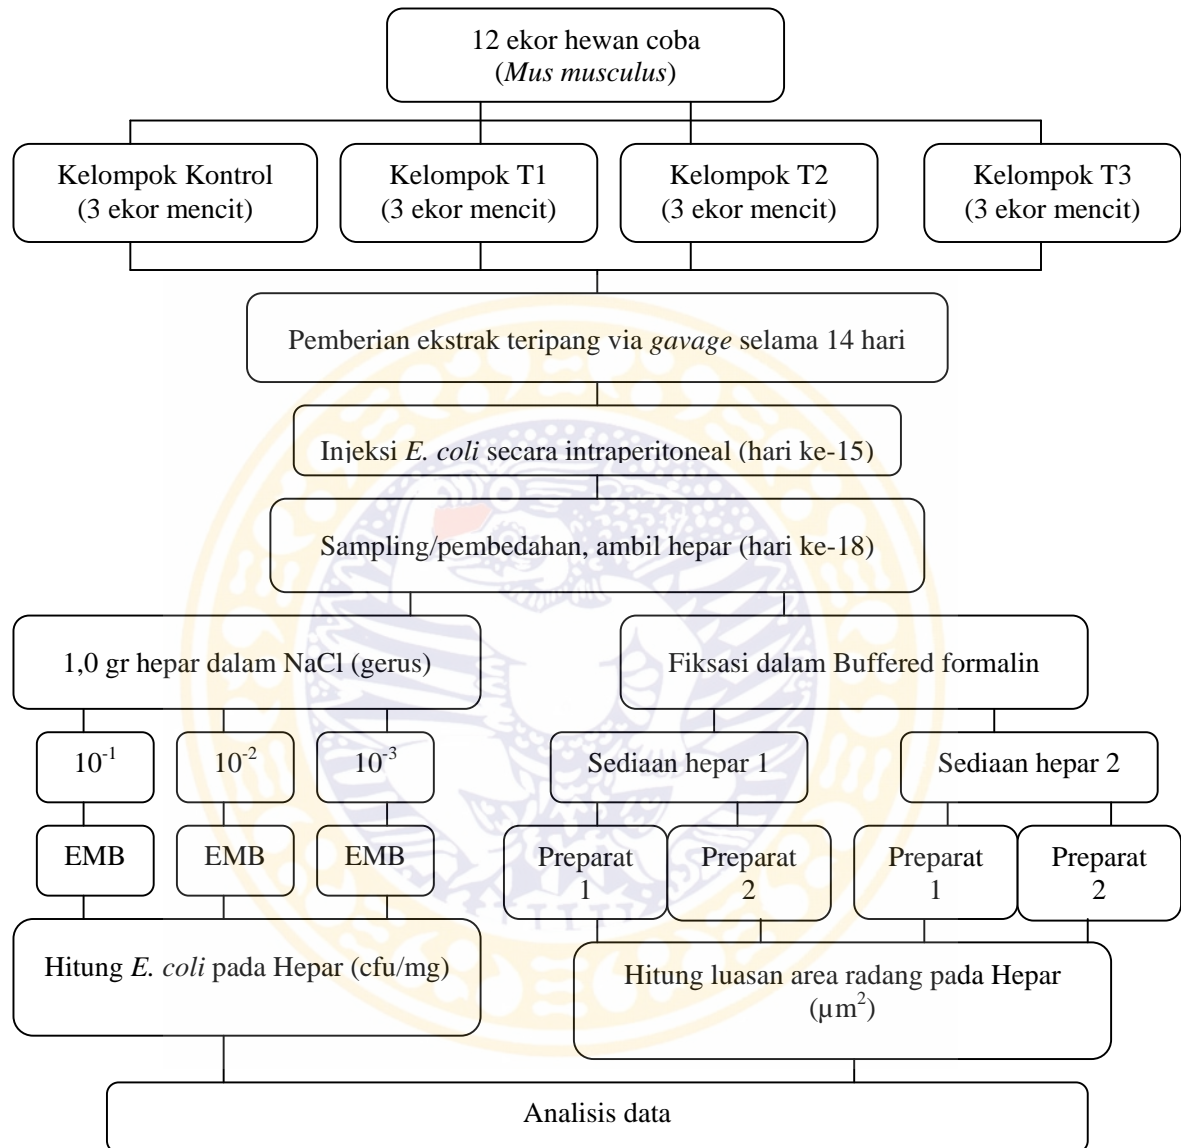 12 ekor hewan coba
(Mus musculus)
Kelompok Kontrol
(3 ekor mencit)
Kelompok T1
(3 ekor mencit)
Kelompok T2
(3 ekor mencit)
Kelompok T3
(3 ekor mencit)
Pemberian ekstrak teripang via gavage selama 14 hari
Injeksi E. coli secara intraperitoneal (hari ke-15)
Sampling/pembedahan, ambil hepar (hari ke-18)
1,0 gr hepar dalam NaCl (gerus)
Fiksasi dalam Buffered formalin
10⁻¹
10⁻²
10⁻³
Sediaan hepar 1
Sediaan hepar 2
EMB
EMB
EMB
Preparat
1
Preparat
2
Preparat
1
Preparat
2
Hitung E. coli pada Hepar (cfu/mg)
Hitung luasan area radang pada Hepar
(µm²)
Analisis data